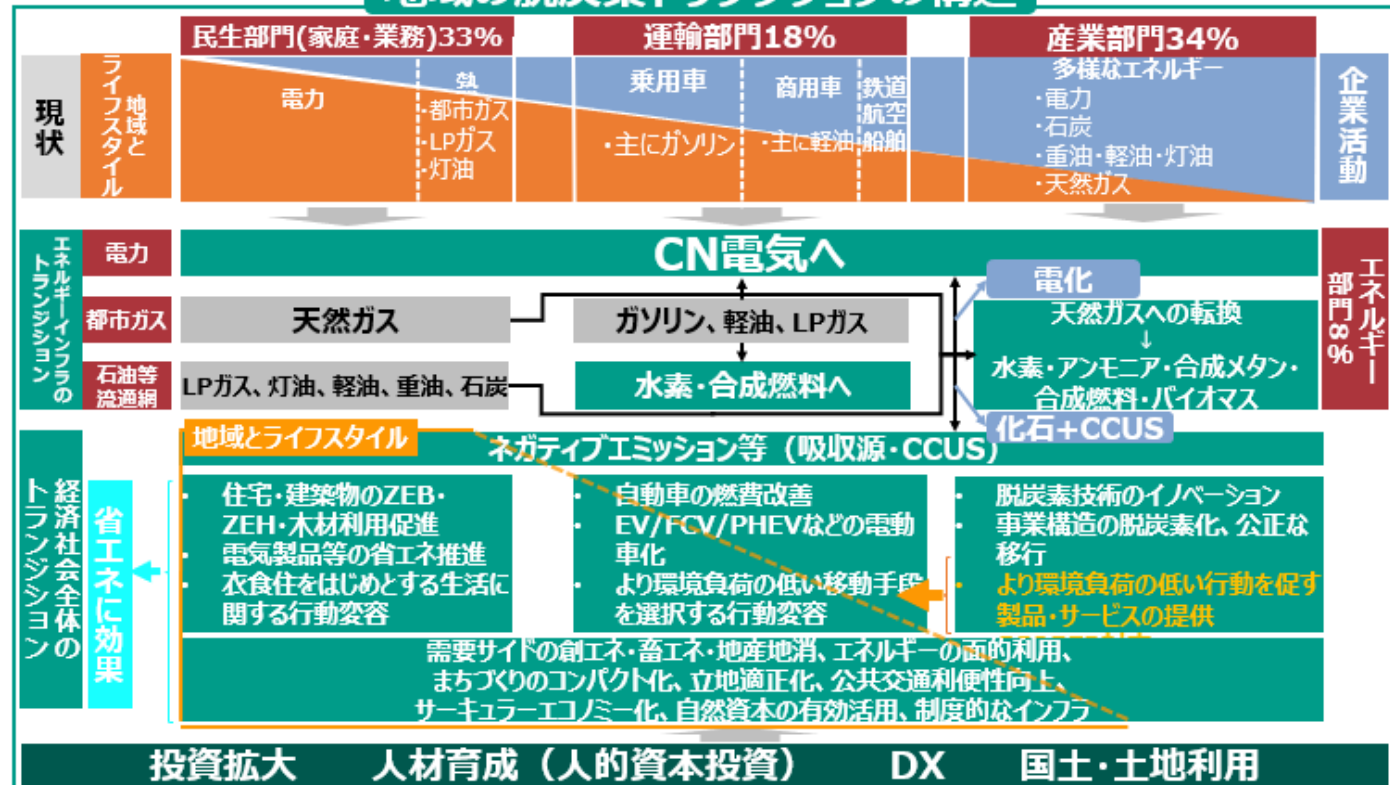 地域の脱炭素トランジションの構造
民生部門(家庭・業務)33%
運輸部門18%
産業部門34%
現状
地域と
ライフスタイル
電力
熱
・都市ガス
・LPガス
・灯油
乗用車
・主にガソリン
商用車
・主に軽油
鉄道
航空
船舶
多様なエネルギー
・電力
・石炭
・重油・軽油・灯油
・天然ガス
企業活動
エネルギーインフラの
トランジション
電力
CN電気へ
都市ガス
天然ガス
ガソリン、軽油、LPガス
石油等
流通網
LPガス、灯油、軽油、重油、石炭
水素・合成燃料へ
電化
天然ガスへの転換
↓
水素・アンモニア・合成メタン・
合成燃料・バイオマス
化石+CCUS
エネルギー
部門8%
経済社会全体の
トランジション
省エネに効果
地域とライフスタイル
ネガティブエミッション等（吸収源・CCUS）
• 住宅・建築物のZEB・
ZEH・木材利用促進
• 電気製品等の省エネ推進
• 衣食住をはじめとする生活に
関する行動変容
• 自動車の燃費改善
• EV/FCV/PHEVなどの電動
車化
• より環境負荷の低い移動手段
を選択する行動変容
• 脱炭素技術のイノベーション
• 事業構造の脱炭素化、公正な
移行
• より環境負荷の低い行動を促す
製品・サービスの提供
需要サイドの創エネ・畜エネ・地産地消、エネルギーの面的利用、
まちづくりのコンパクト化、立地適正化、公共交通利便性向上、
サーキュラーエコノミー化、自然資本の有効活用、制度的なインフラ
投資拡大 人材育成（人的資本投資） DX 国土・土地利用